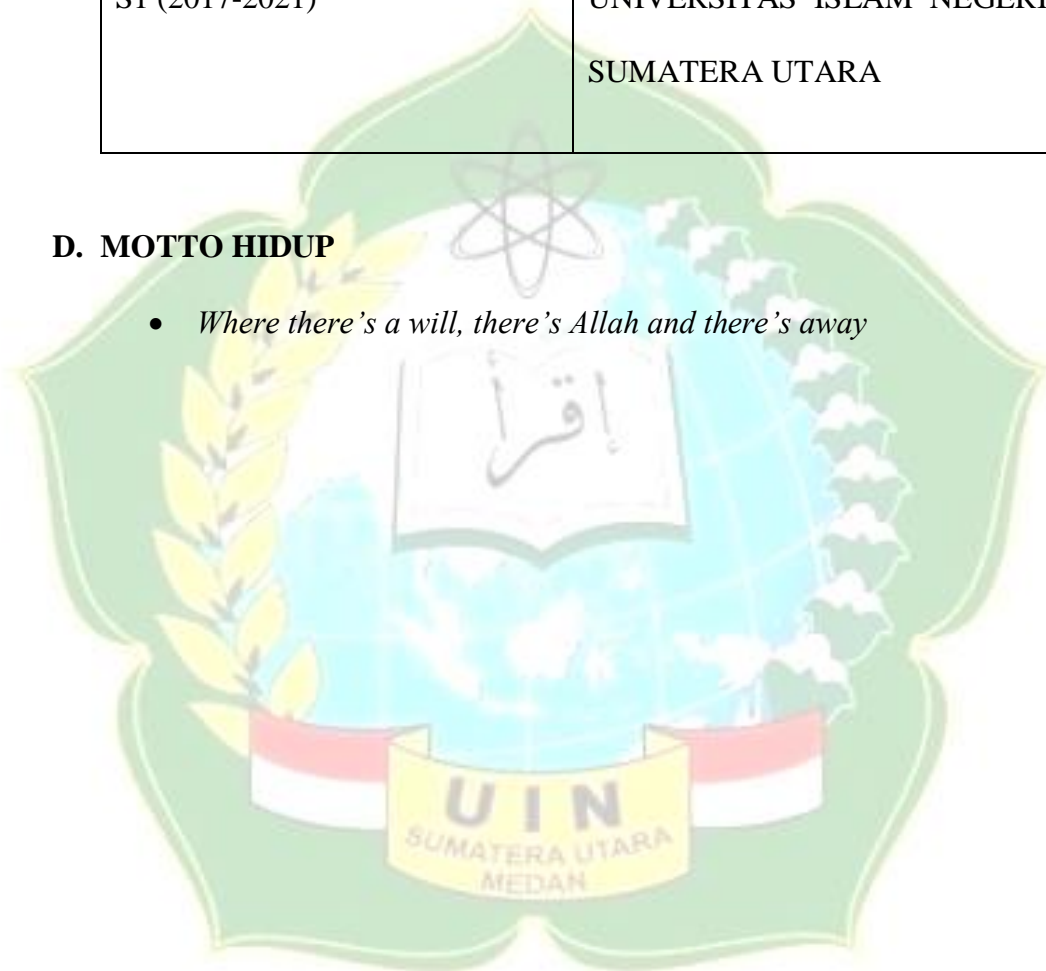 S1 (2017-2021)
UNIVERSITAS ISLAM NEGERI
SUMATERA UTARA
D. MOTTO HIDUP
• Where there’s a will, there’s Allah and there’s away
إقرأ
UIN
SUMATERA UTARA
MEDAN